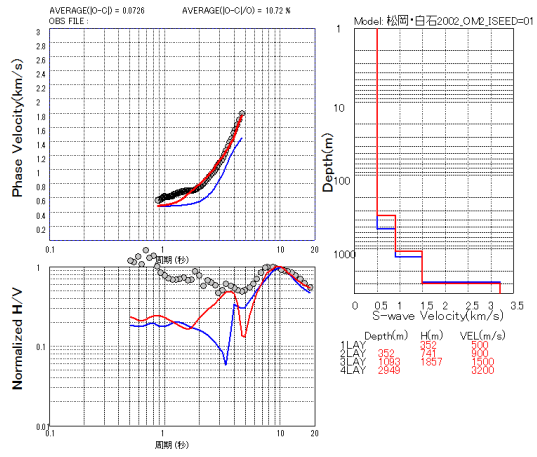 AVERAGE(|O-C|) = 0.0726 AVERAGE(|O-C|/O) = 10.72 %
OBS FILE :
Model: 松岡・白石2002_OM2_ISEED=01
Phase Velocity(km/s)
3
2.8
2.6
2.4
2.2
2
1.8
1.6
1.4
1.2
1
0.8
0.6
0.4
0.2
0.1 1 10 20
周期 (秒)
Normalized H/V
1
0.1
0.01
0.1 1 10 20
周期 (秒)
Depth(m)
1
10
100
1000
0 0.5 1 1.5 2 2.5 3 3.5
S-wave Velocity(km/s)
Depth(m) H(m) VEL(m/s)
1LAY 352 500
2LAY 352 741 900
3LAY 1093 1857 1500
4LAY 2949 3200